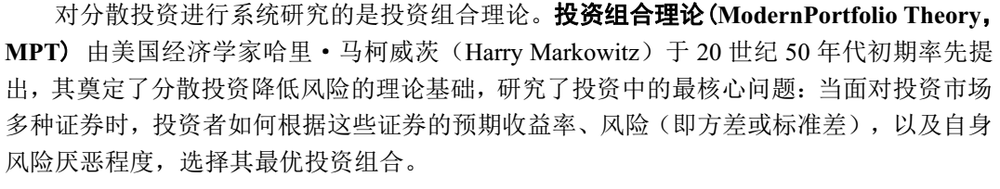 对分散投资进行系统研究的是投资组合理论。投资组合理论(ModernPortfolio Theory，
MPT) 由美国经济学家哈里·马柯威茨（Harry Markowitz）于 20 世纪 50 年代初期率先提
出，其奠定了分散投资降低风险的理论基础，研究了投资中的最核心问题：当面对投资市场
多种证券时，投资者如何根据这些证券的预期收益率、风险（即方差或标准差），以及自身
风险厌恶程度，选择其最优投资组合。